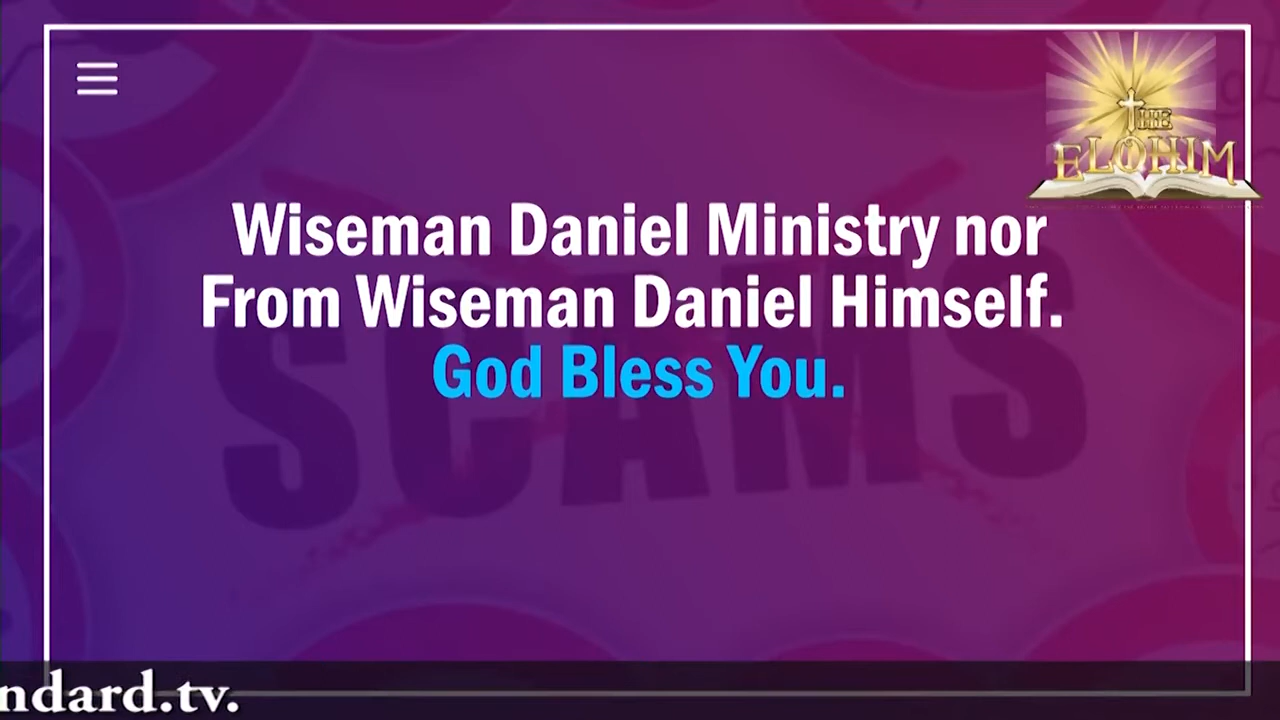 THE
ELOHIM
Wiseman Daniel Ministry nor
From Wiseman Daniel Himself.
God Bless You.
SCAMS
ndard.tv.